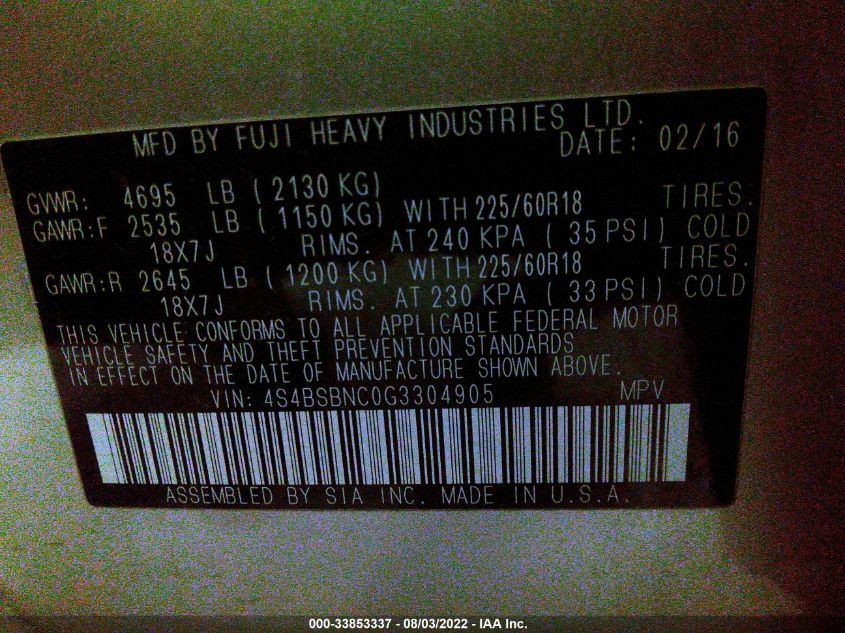 MFD BY FUJI HEAVY INDUSTRIES LTD.
DATE: 02/16
GVWR: 4695 LB ( 2130 KG)
GAWR:F 2535 LB ( 1150 KG) WITH 225/60R18 TIRES.
18X7J RIMS. AT 240 KPA ( 35 PSI) COLD
GAWR:R 2645 LB ( 1200 KG) WITH 225/60R18 TIRES.
18X7J RIMS. AT 230 KPA ( 33 PSI) COLD
THIS VEHICLE CONFORMS TO ALL APPLICABLE FEDERAL MOTOR
VEHICLE SAFETY AND THEFT PREVENTION STANDARDS
IN EFFECT ON THE DATE OF MANUFACTURE SHOWN ABOVE.
VIN: 4S4BSBNC0G3304905 MPV
ASSEMBLED BY SIA INC. MADE IN U.S.A.
000-33853337 - 08/03/2022 - IAA Inc.